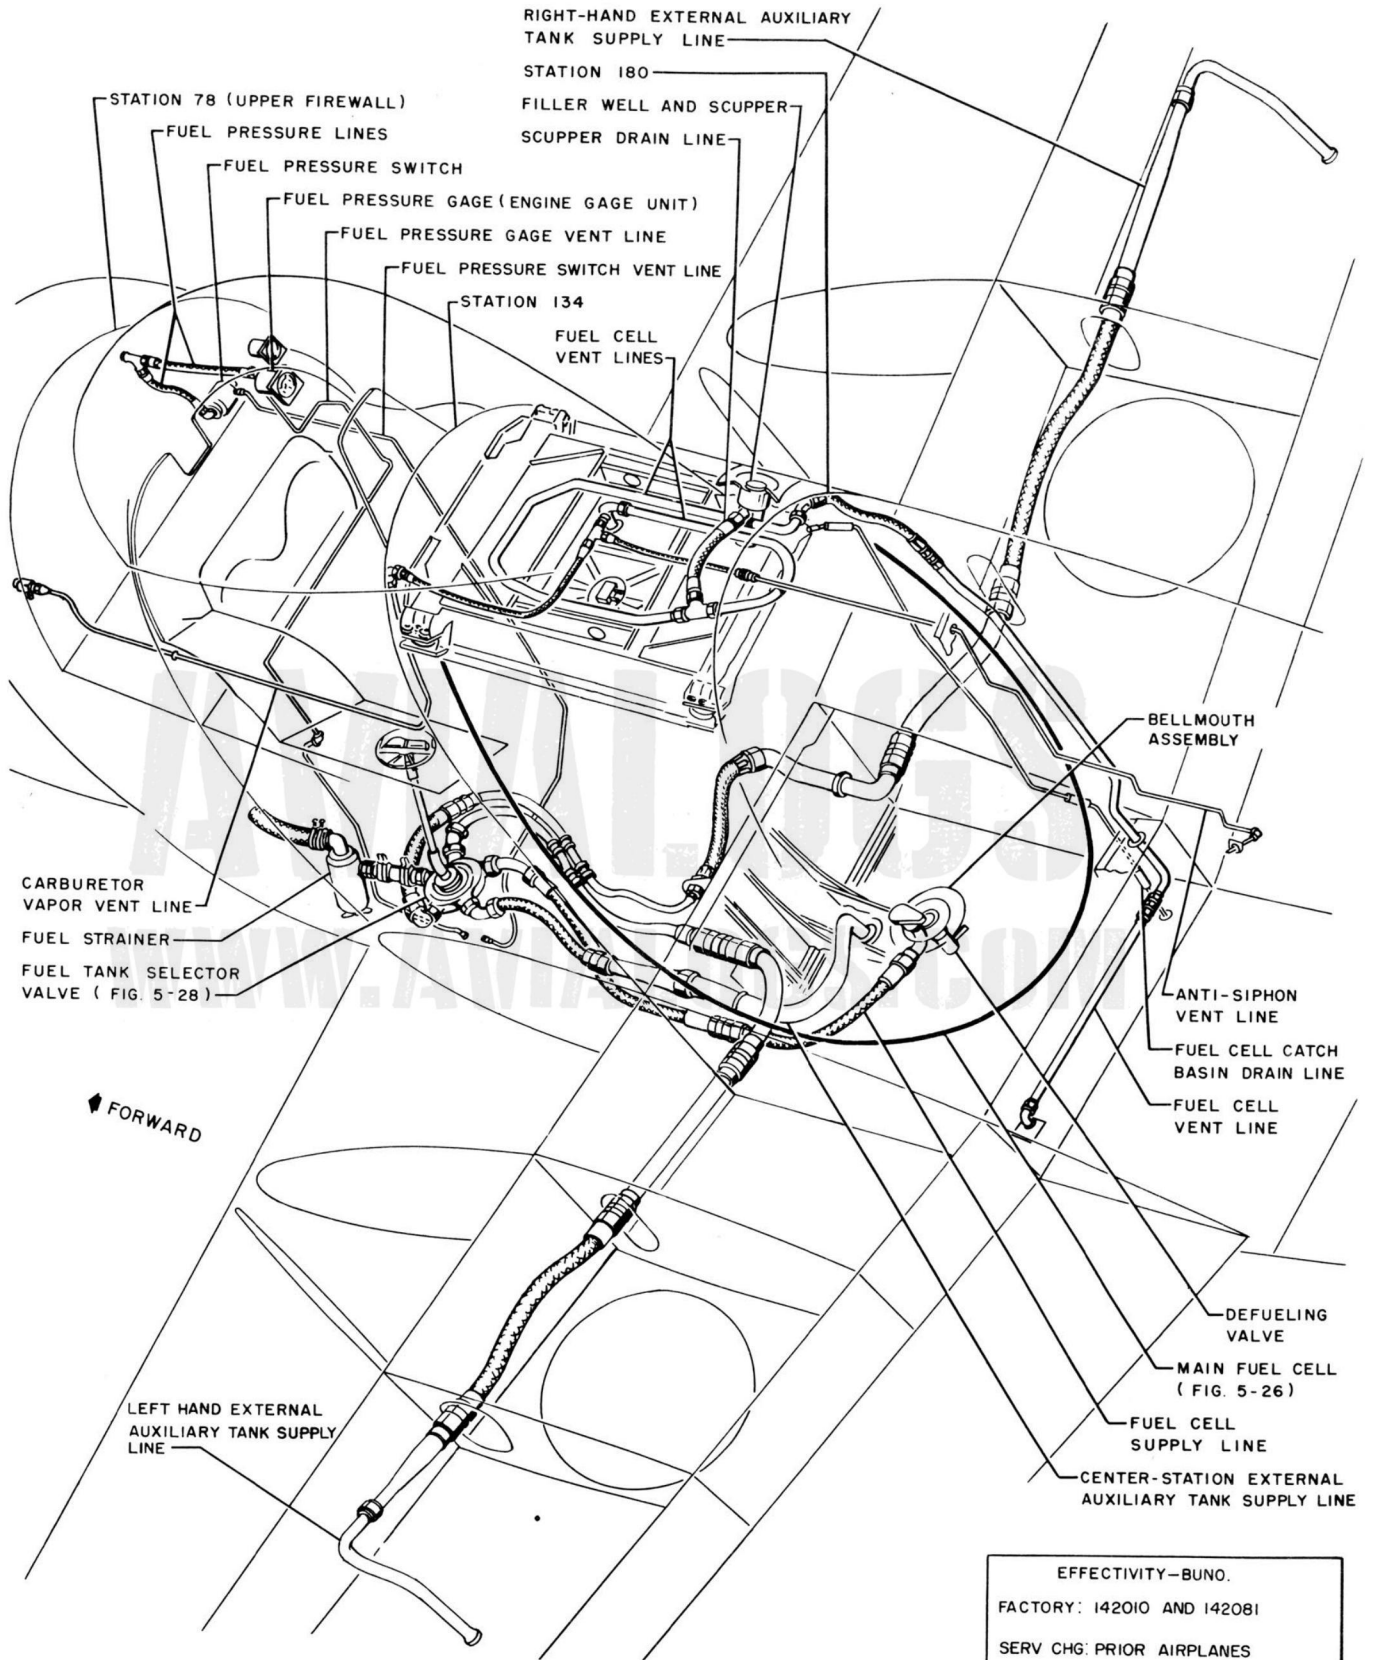 RIGHT-HAND EXTERNAL AUXILIARY
TANK SUPPLY LINE
STATION 180
STATION 78 (UPPER FIREWALL)
FILLER WELL AND SCUPPER
FUEL PRESSURE LINES
SCUPPER DRAIN LINE
FUEL PRESSURE SWITCH
FUEL PRESSURE GAGE (ENGINE GAGE UNIT)
FUEL PRESSURE GAGE VENT LINE
FUEL PRESSURE SWITCH VENT LINE
STATION 134
FUEL CELL
VENT LINES
BELLMOUTH
ASSEMBLY
AVIALOGS
WWW.AVIALOGS.COM
CARBURETOR
VAPOR VENT LINE
FUEL STRAINER
FUEL TANK SELECTOR
VALVE ( FIG. 5-28 )
ANTI-SIPHON
VENT LINE
FUEL CELL CATCH
BASIN DRAIN LINE
FUEL CELL
VENT LINE
FORWARD
DEFUELING
VALVE
MAIN FUEL CELL
( FIG. 5-26 )
FUEL CELL
SUPPLY LINE
CENTER-STATION EXTERNAL
AUXILIARY TANK SUPPLY LINE
LEFT HAND EXTERNAL
AUXILIARY TANK SUPPLY
LINE
EFFECTIVITY-BUNO.
FACTORY: 142010 AND 142081
SERV CHG: PRIOR AIRPLANES